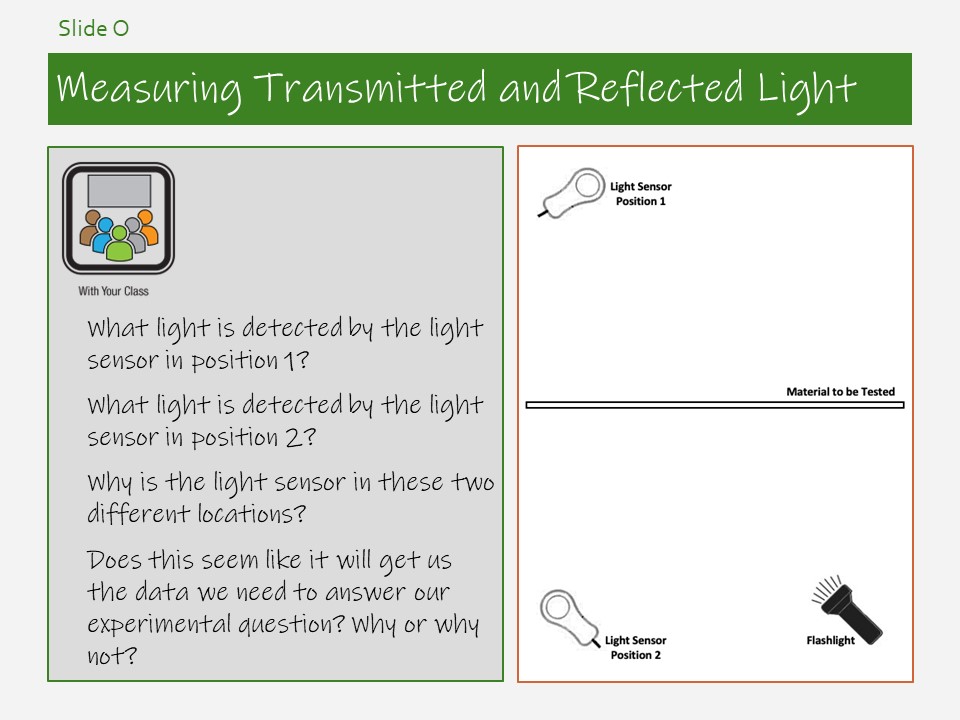 Slide O
Measuring Transmitted and Reflected Light
With Your Class
What light is detected by the light
sensor in position 1?
What light is detected by the light
sensor in position 2?
Why is the light sensor in these two
different locations?
Does this seem like it will get us
the data we need to answer our
experimental question? Why or why
not?
Light Sensor
Position 1
Material to be Tested
Light Sensor
Position 2
Flashlight